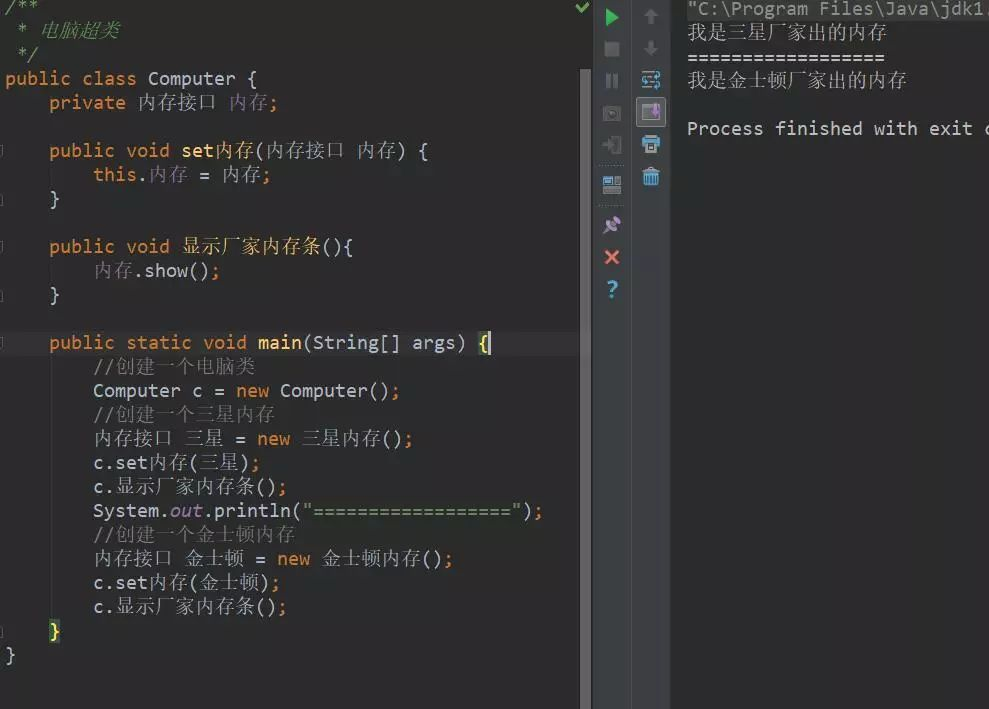 /**
 * 电脑超类
 */
public class Computer {
    private 内存接口 内存;

    public void set内存(内存接口 内存) {
        this.内存 = 内存;
    }

    public void 显示厂家内存条(){
        内存.show();
    }

    public static void main(String[] args) {
        //创建一个电脑类
        Computer c = new Computer();
        //创建一个三星内存
        内存接口 三星 = new 三星内存();
        c.set内存(三星);
        c.显示厂家内存条();
        System.out.println("==================");
        //创建一个金士顿内存
        内存接口 金士顿 = new 金士顿内存();
        c.set内存(金士顿);
        c.显示厂家内存条();
    }
}
"C:\Program Files\Java\jdk1.
我是三星厂家出的内存
==================
我是金士顿厂家出的内存

Process finished with exit